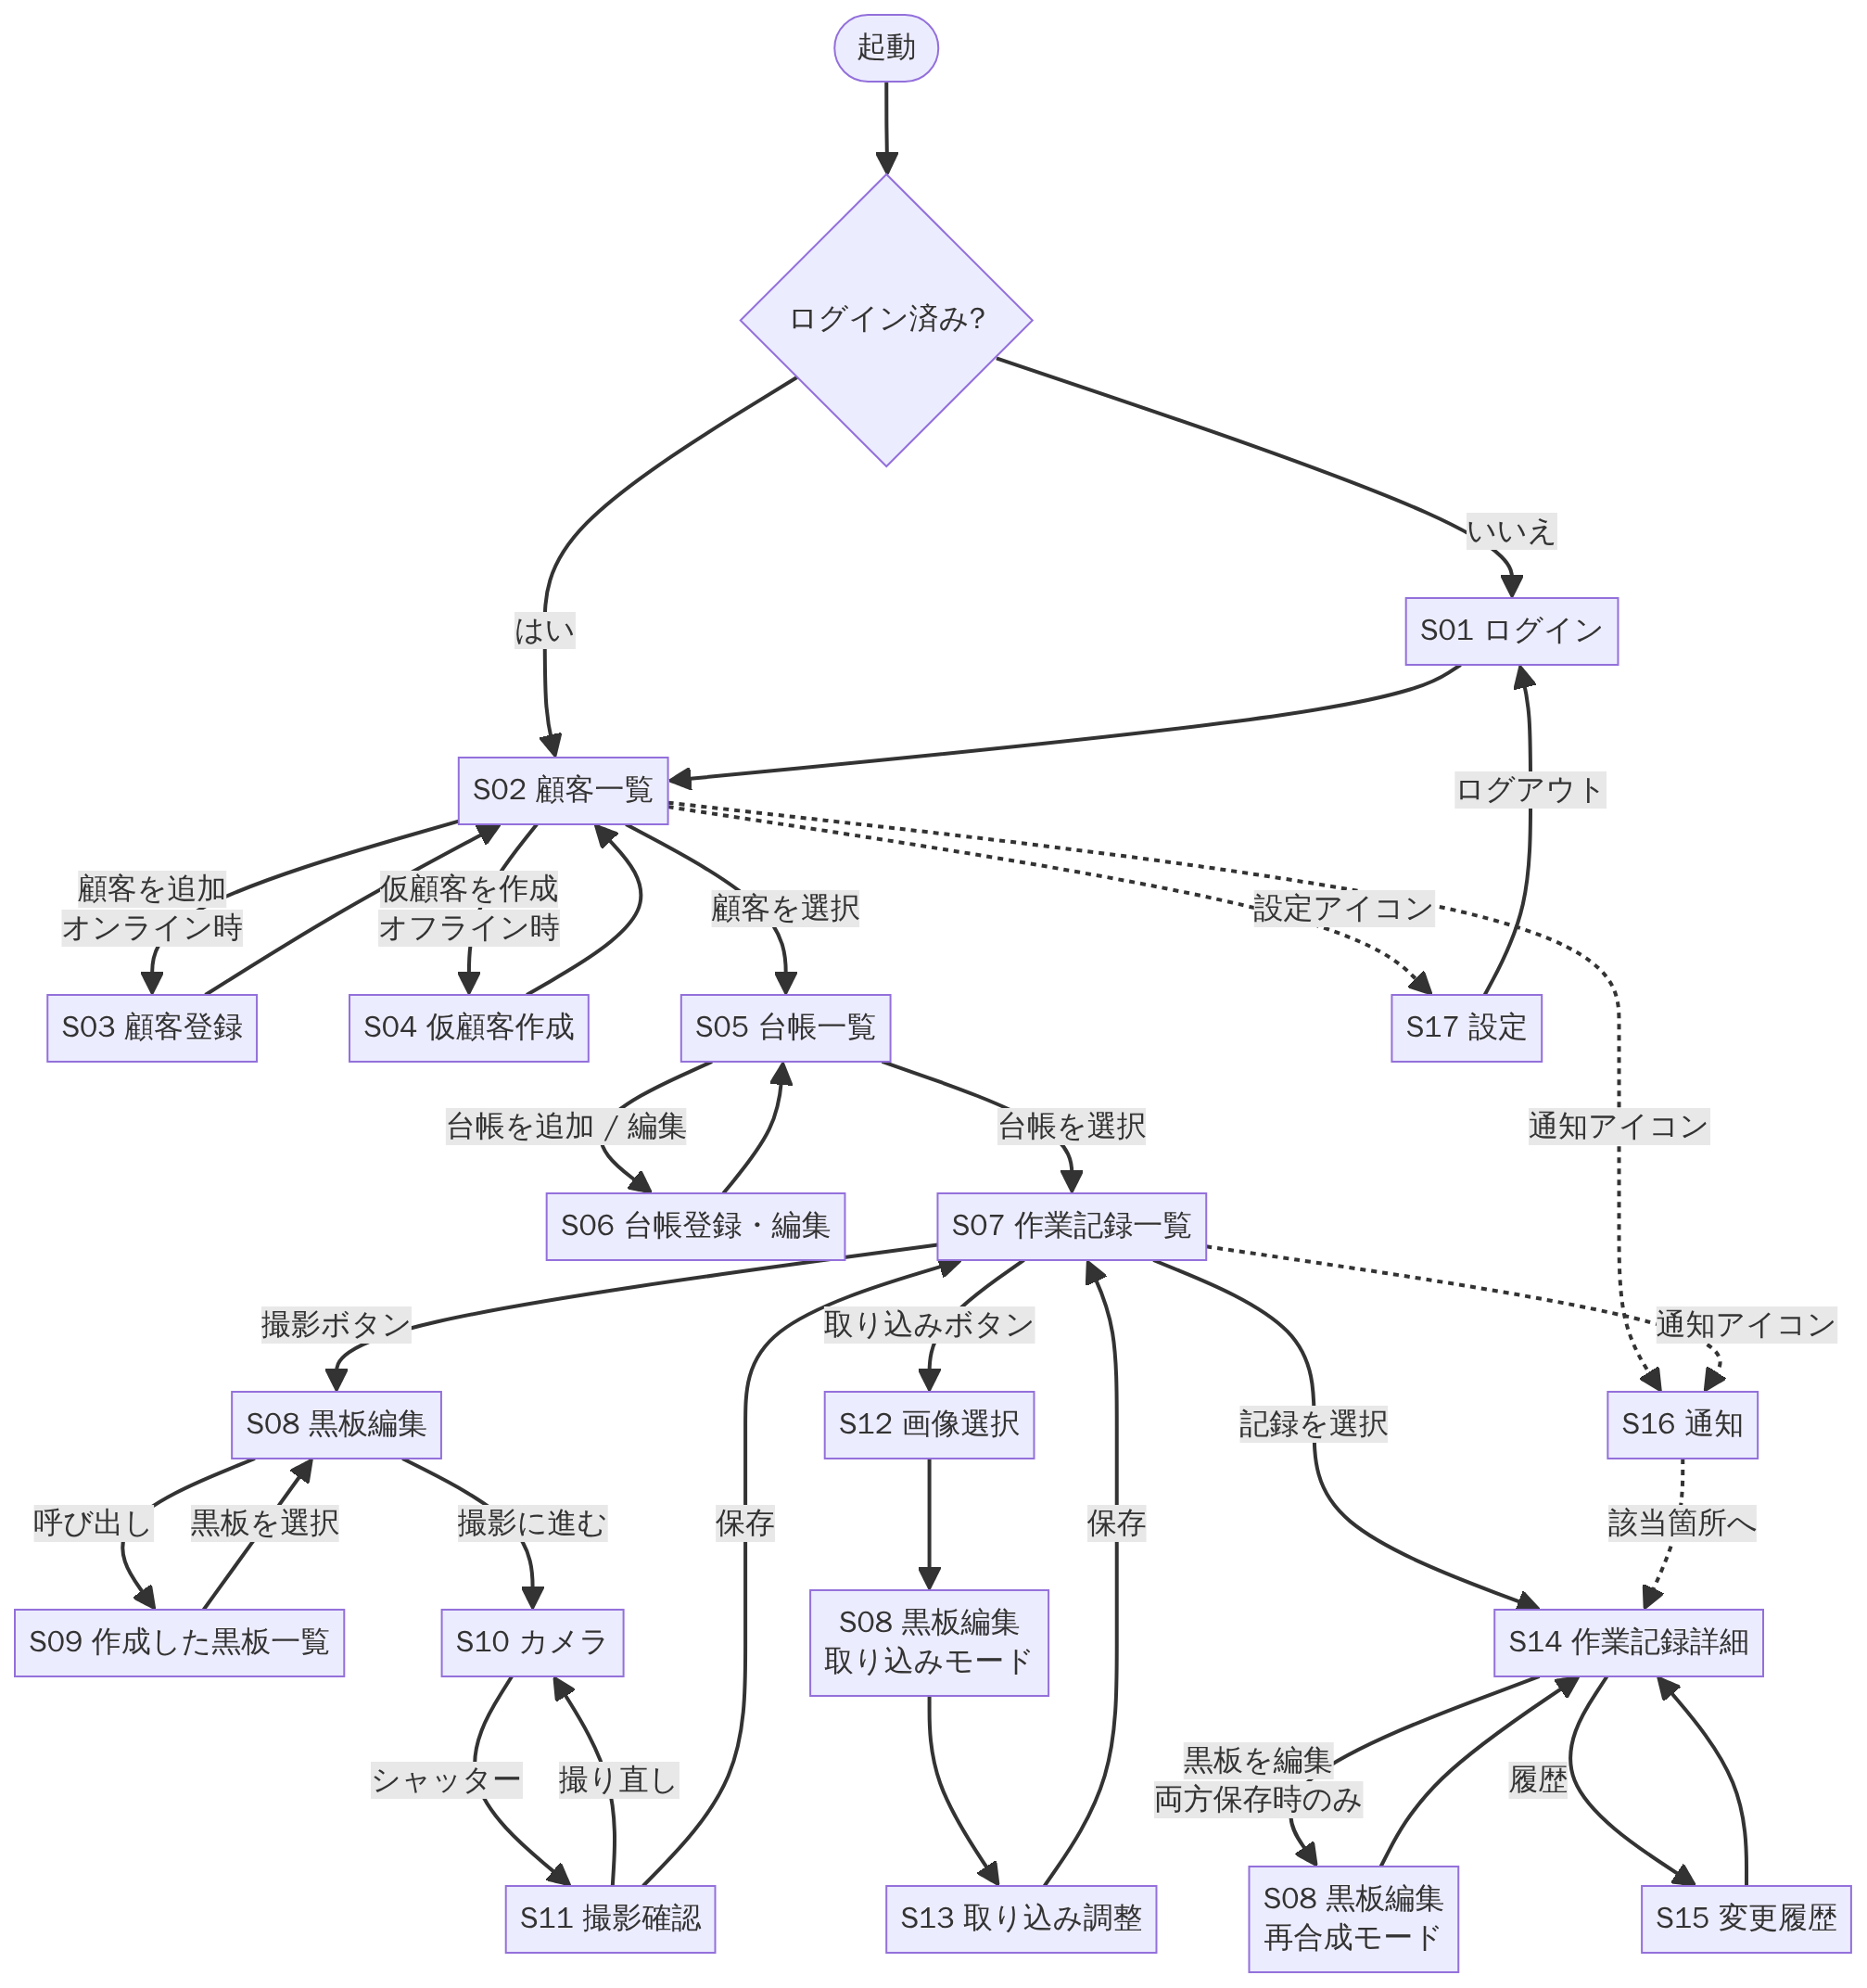 起動
ログイン済み?
いいえ
はい
S01 ログイン
S02 顧客一覧
ログアウト
顧客を追加
オンライン時
仮顧客を作成
オフライン時
顧客を選択
設定アイコン
S03 顧客登録
S04 仮顧客作成
S05 台帳一覧
S17 設定
台帳を追加 / 編集
台帳を選択
通知アイコン
S06 台帳登録・編集
S07 作業記録一覧
撮影ボタン
取り込みボタン
通知アイコン
S08 黒板編集
S12 画像選択
記録を選択
S16 通知
呼び出し
黒板を選択
撮影に進む
保存
保存
該当箇所へ
S09 作成した黒板一覧
S10 カメラ
S08 黒板編集
取り込みモード
S14 作業記録詳細
シャッター
撮り直し
黒板を編集
両方保存時のみ
履歴
S11 撮影確認
S13 取り込み調整
S08 黒板編集
再合成モード
S15 変更履歴